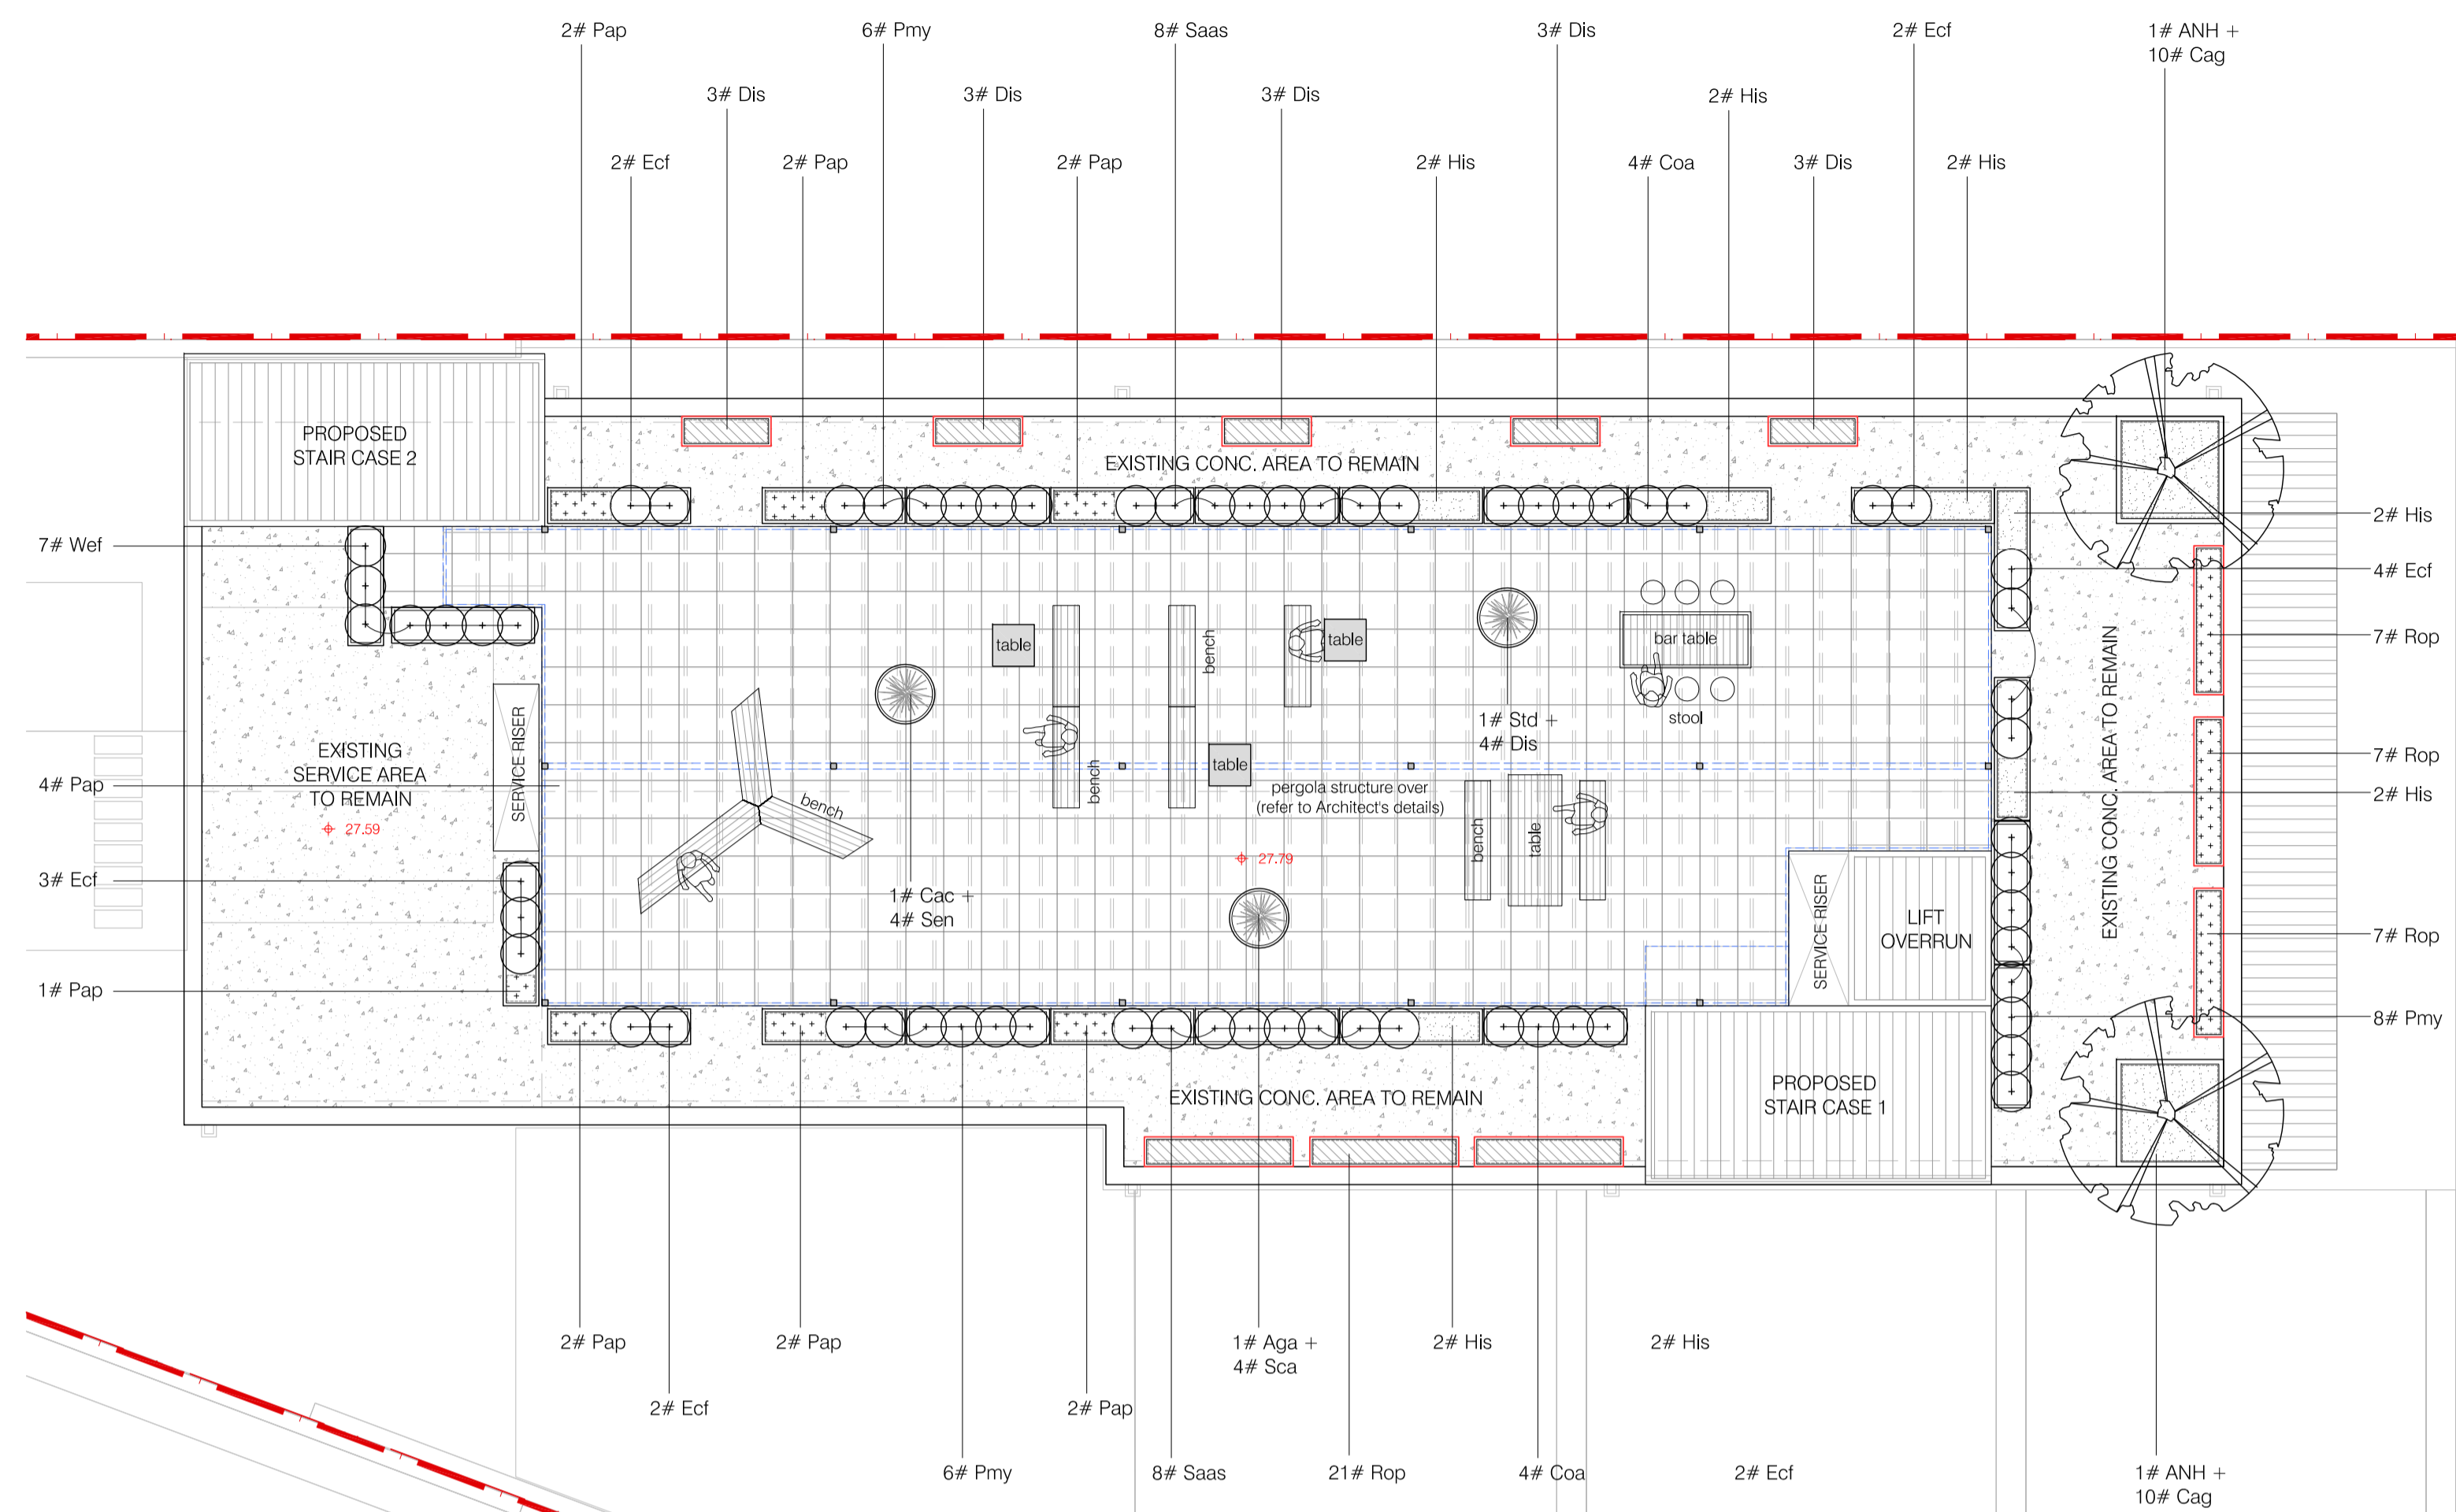 2# Pap
6# Pmy
8# Saas
3# Dis
2# Ecf
1# ANH +
10# Cag
3# Dis
3# Dis
3# Dis
2# His
2# Ecf
2# Pap
2# Pap
2# His
4# Coa
3# Dis
2# His
PROPOSED
STAIR CASE 2
EXISTING CONC. AREA TO REMAIN
2# His
7# Wef
4# Ecf
7# Rop
table
bench
table
bar table
1# Std +
4# Dis
stool
EXISTING
SERVICE AREA
TO REMAIN
27.59
SERVICE RISER
bench
bench
table
pergola structure over
(refer to Architect's details)
27.79
bench
table
EXISTING CONC. AREA TO REMAIN
7# Rop
4# Pap
2# His
3# Ecf
1# Cac +
4# Sen
SERVICE RISER
LIFT
OVERRUN
7# Rop
1# Pap
8# Pmy
EXISTING CONC. AREA TO REMAIN
PROPOSED
STAIR CASE 1
2# Pap
2# Pap
1# Aga +
4# Sca
2# His
2# His
2# Ecf
2# Pap
6# Pmy
8# Saas
21# Rop
4# Coa
2# Ecf
1# ANH +
10# Cag